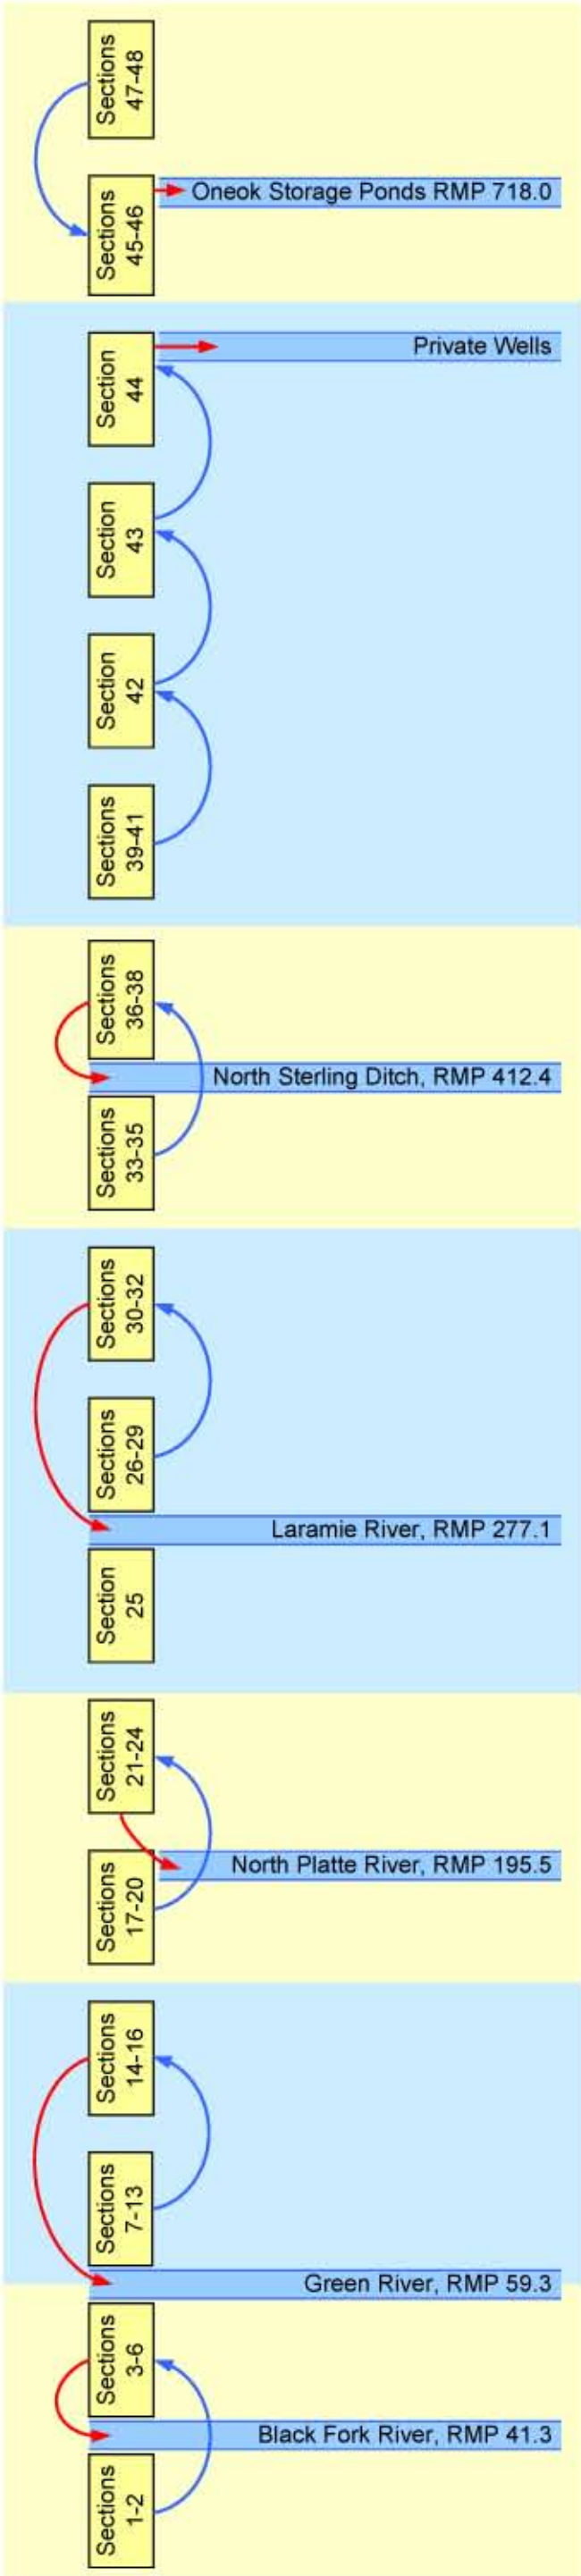 Sections
47-48
Sections
45-46
Oneok Storage Ponds RMP 718.0
Section
44
Private Wells
Section
43
Section
42
Sections
39-41
Sections
36-38
North Sterling Ditch, RMP 412.4
Sections
33-35
Sections
30-32
Sections
26-29
Laramie River, RMP 277.1
Section
25
Sections
21-24
North Platte River, RMP 195.5
Sections
17-20
Sections
14-16
Sections
7-13
Green River, RMP 59.3
Sections
3-6
Black Fork River, RMP 41.3
Sections
1-2